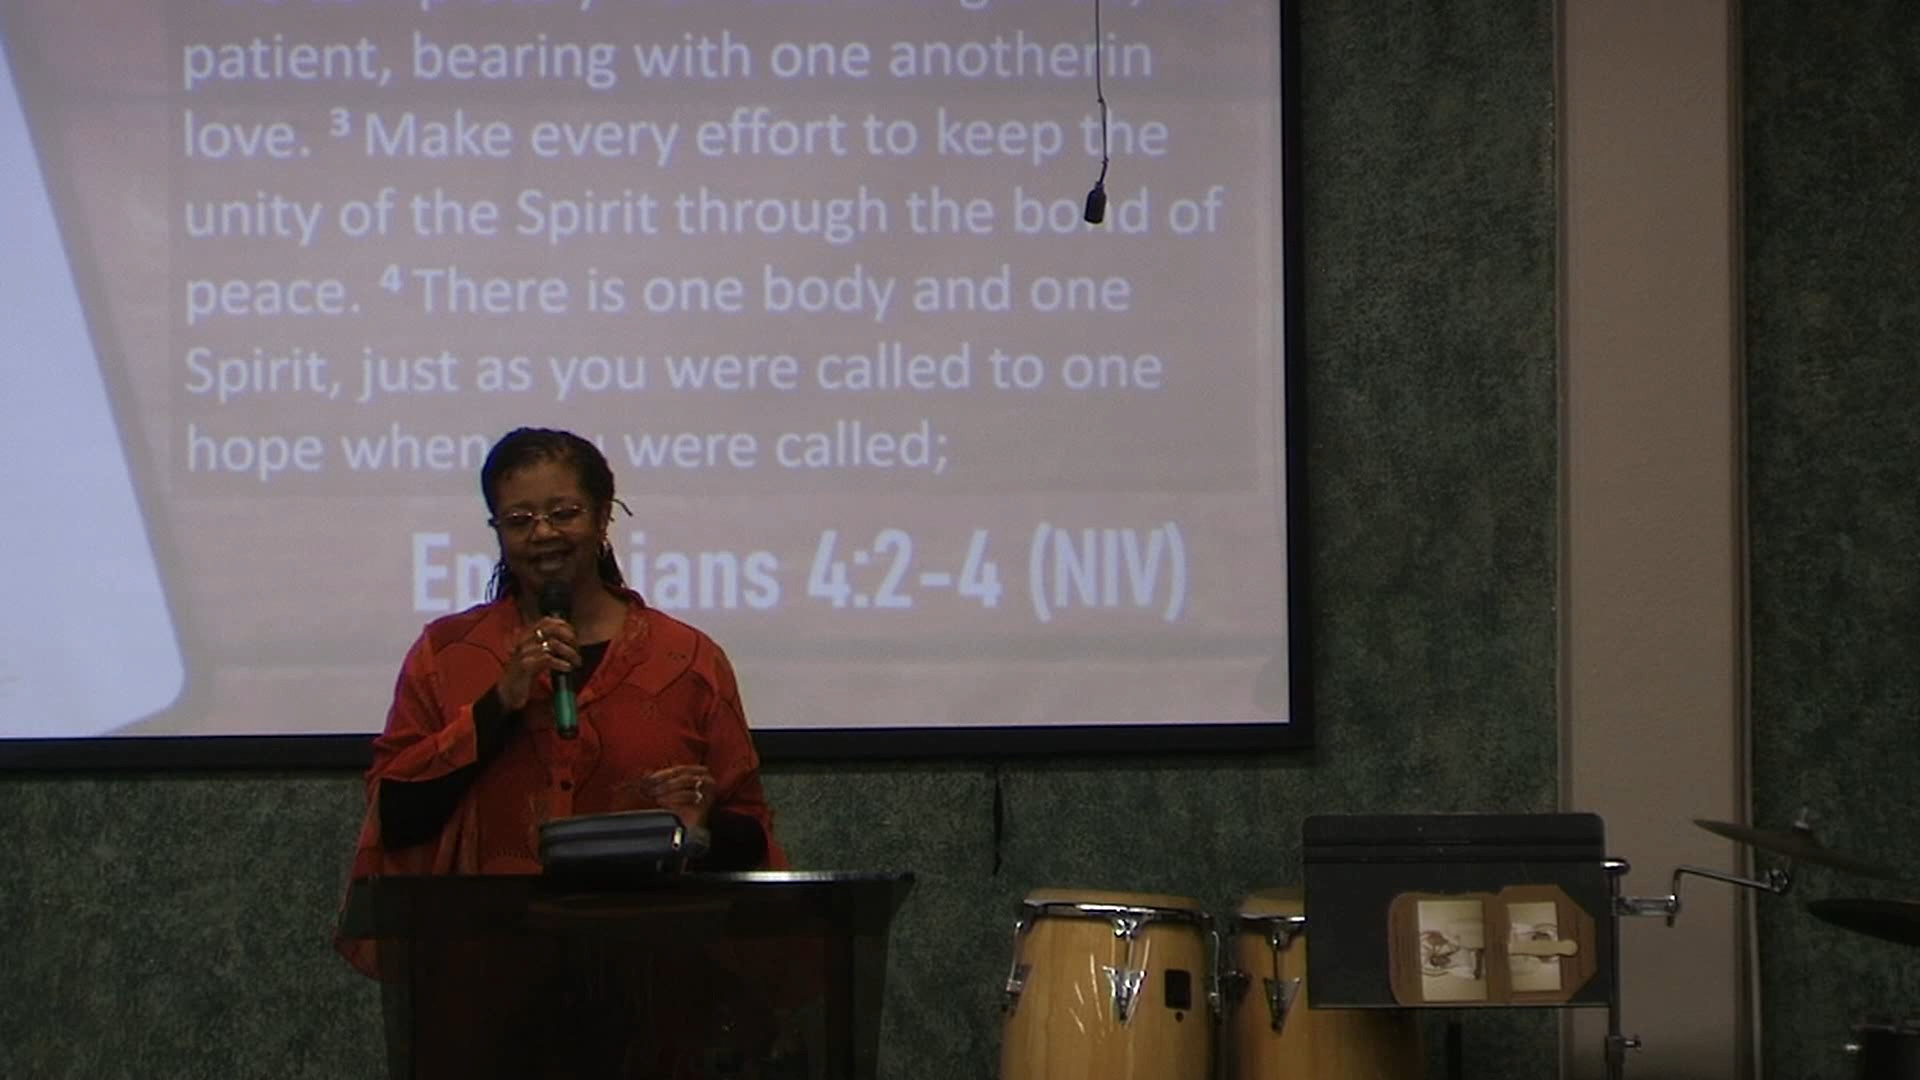 patient, bearing with one anotherin
love. ³ Make every effort to keep the
unity of the Spirit through the bond of
peace. ⁴ There is one body and one
Spirit, just as you were called to one
hope when were called;
4:2-4 (NIV)